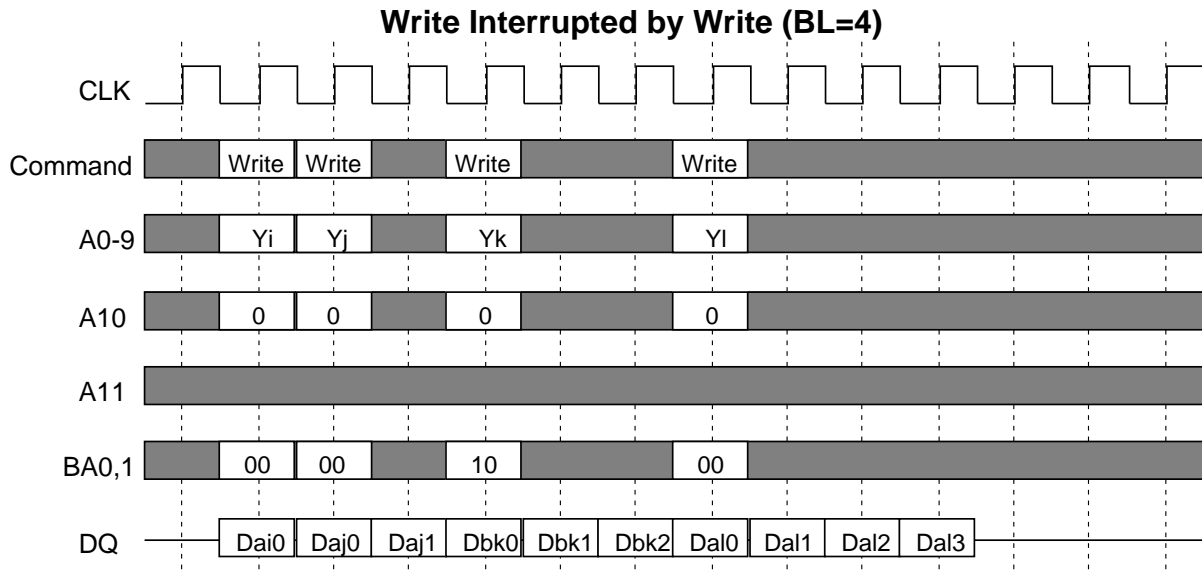 Write Interrupted by Write (BL=4)
CLK
Command Write Write Write Write
A0-9 Yi Yj Yk Yl
A10 0 0 0 0
A11
BA0,1 00 00 10 00
DQ Dai0 Daj0 Daj1 Dbk0 Dbk1 Dbk2 Dal0 Dal1 Dal2 Dal3